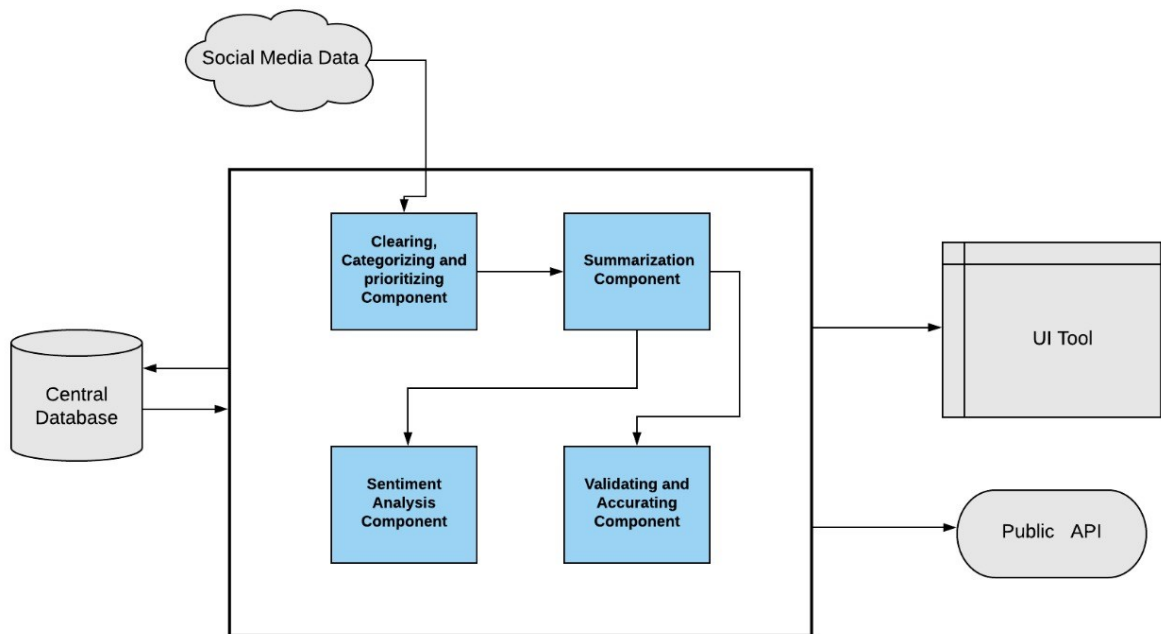 Social Media Data
Clearing,
Categorizing and
prioritizing
Component
Summarization
Component
UI Tool
Central
Database
Sentiment
Analysis
Component
Validating and
Accurating
Component
Public API